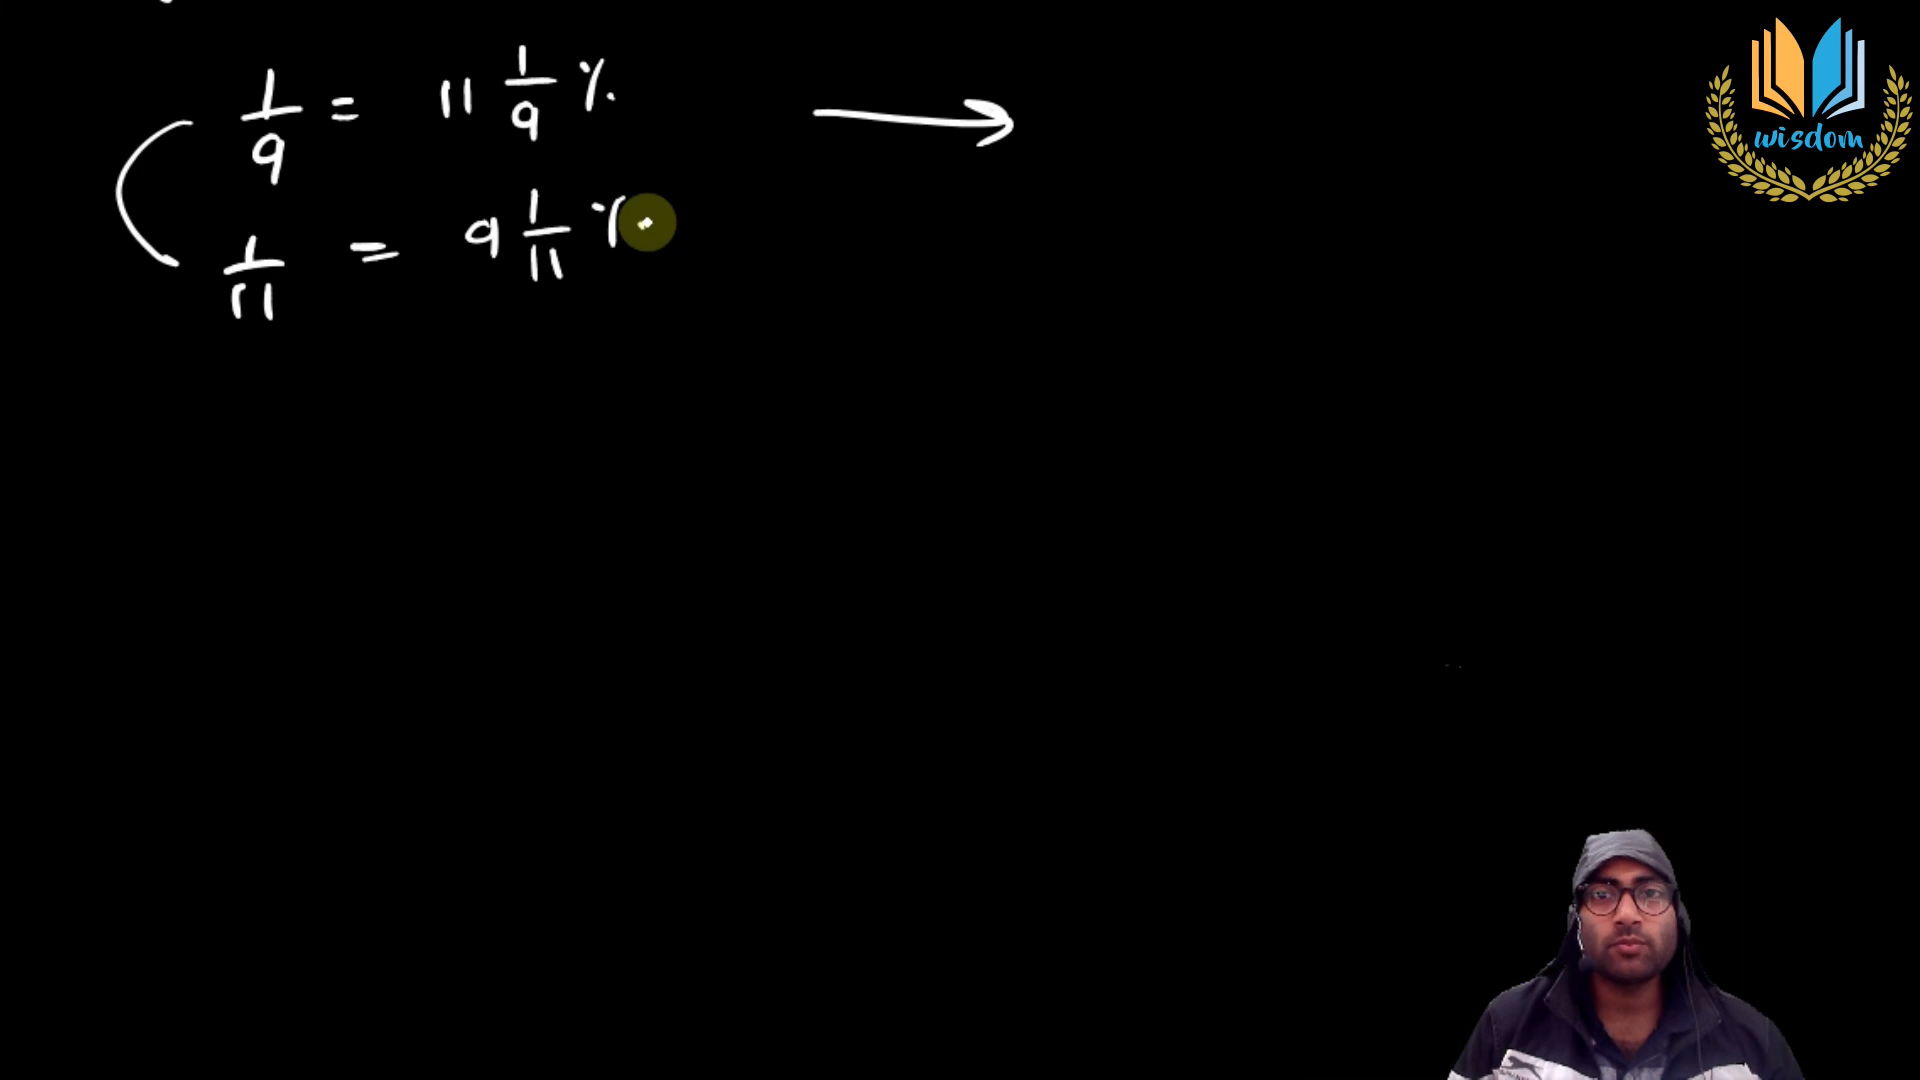 1/9 = 11 1/9 %
1/11 = 9 1/11 %
wisdom